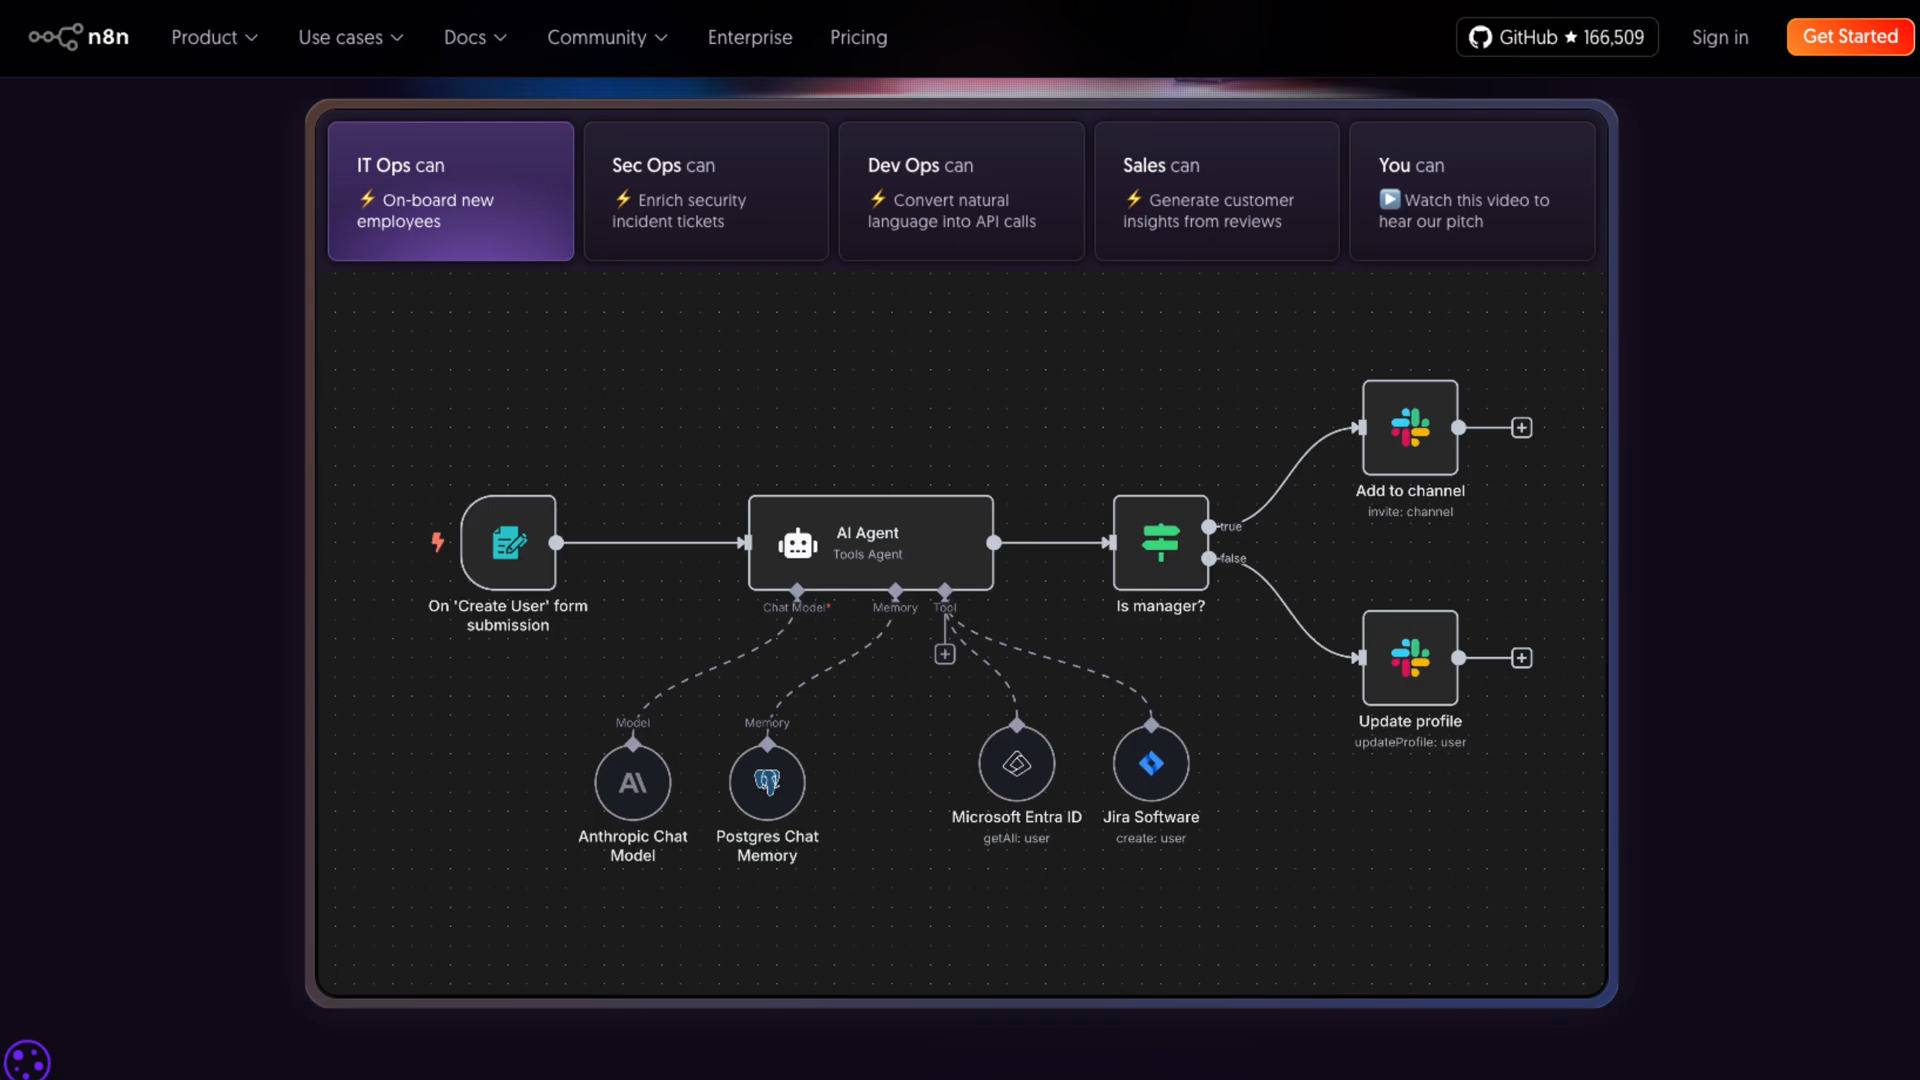 n8n
Product
Use cases
Docs
Community
Enterprise
Pricing
GitHub ★ 166,509
Sign in
Get Started
IT Ops can
⚡ On-board new
employees
Sec Ops can
⚡ Enrich security
incident tickets
Dev Ops can
⚡ Convert natural
language into API calls
Sales can
⚡ Generate customer
insights from reviews
You can
▶️ Watch this video to
hear our pitch
On 'Create User' form
submission
AI Agent
Tools Agent
Chat Model*
Memory
Tool
Is manager?
true
false
Add to channel
invite: channel
Update profile
updateProfile: user
Model
Anthropic Chat
Model
Memory
Postgres Chat
Memory
Microsoft Entra ID
getAll: user
Jira Software
create: user